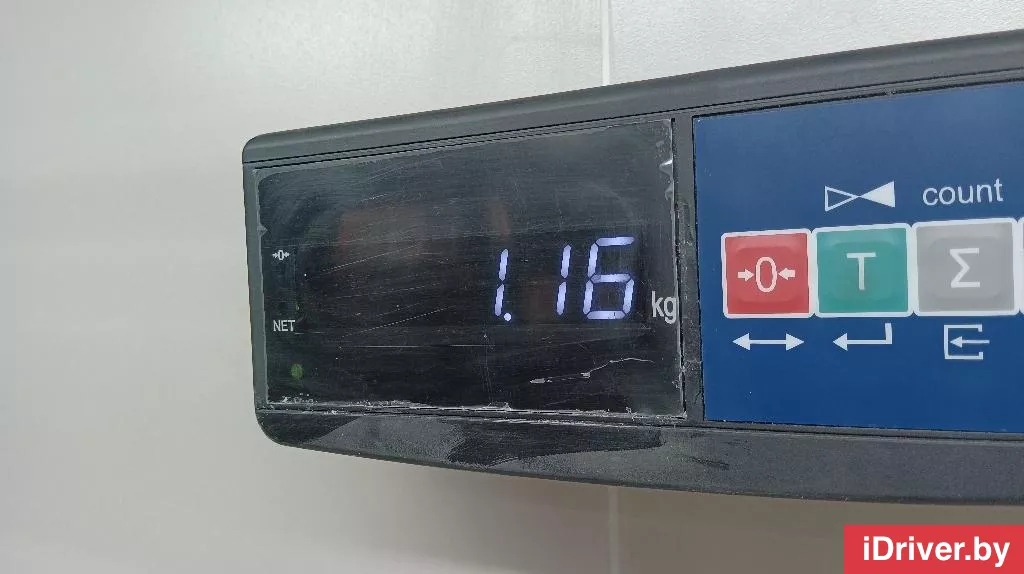 →0←
NET
1.16 kg
count
→0← T Σ
iDriver.by